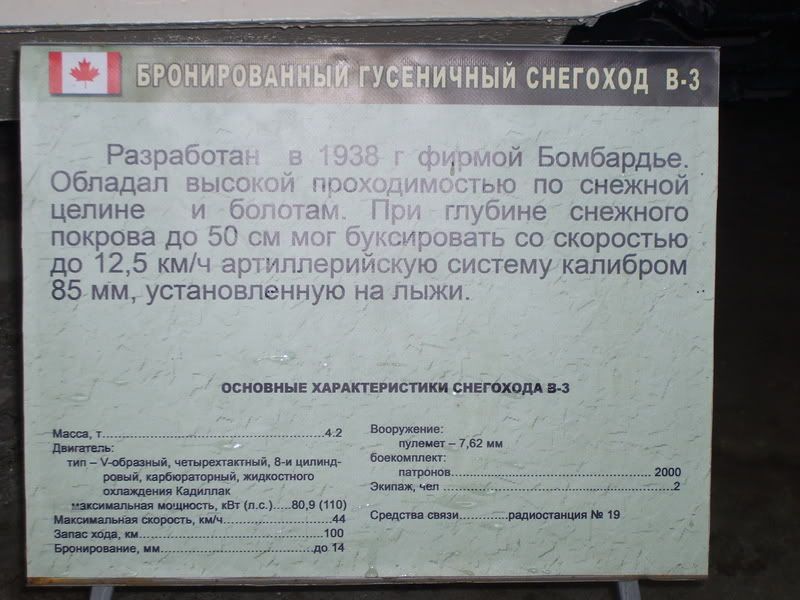 БРОНИРОВАННЫЙ ГУСЕНИЧНЫЙ СНЕГОХОД В-3
Разработан в 1938 г фирмой Бомбардье.
Обладал высокой проходимостью по снежной
целине и болотам. При глубине снежного
покрова до 50 см мог буксировать со скоростью
до 12,5 км/ч артиллерийскую систему калибром
85 мм, установленную на лыжи.
ОСНОВНЫЕ ХАРАКТЕРИСТИКИ СНЕГОХОДА В-3
Масса, т.....................................................4.2
Двигатель:
тип – V-образный, четырехтактный, 8-и цилинд-
ровый, карбюраторный, жидкостного
охлаждения Кадиллак
максимальная мощность, кВт (л.с.).....80,9 (110)
Максимальная скорость, км/ч..........................44
Запас хода, км..............................................100
Бронирование, мм......................................до 14
Вооружение:
пулемет – 7,62 мм
боекомплект:
патронов.............................................2000
Экипаж, чел ....................................................2
Средства связи............радиостанция № 19